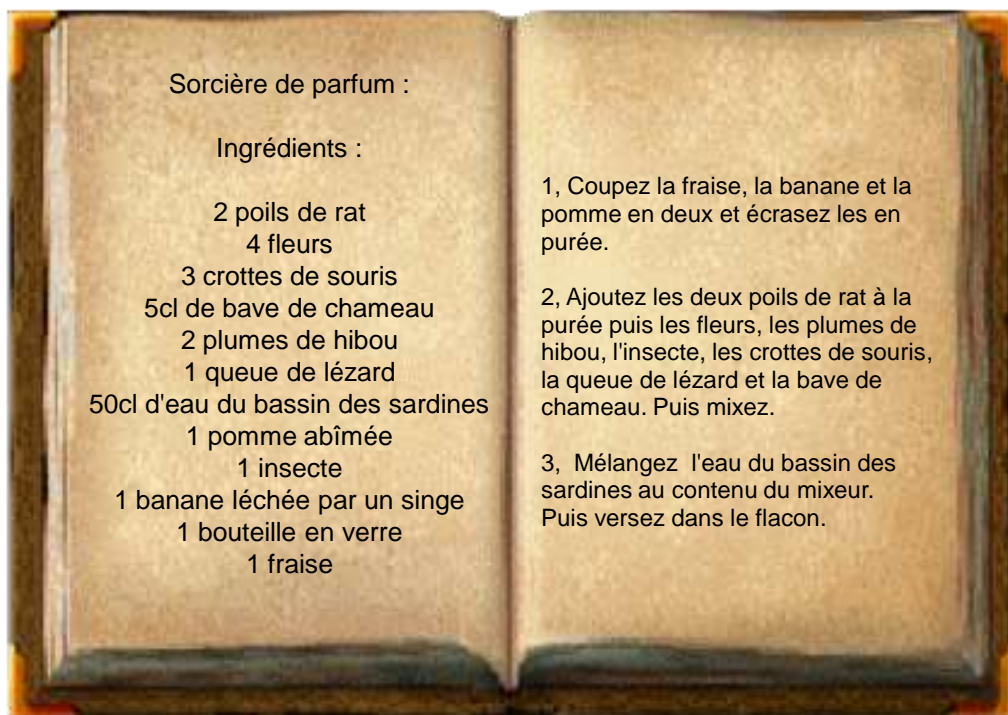 Sorcière de parfum :
Ingrédients :
2 poils de rat
4 fleurs
3 crottes de souris
5cl de bave de chameau
2 plumes de hibou
1 queue de lézard
50cl d'eau du bassin des sardines
1 pomme abîmée
1 insecte
1 banane léchée par un singe
1 bouteille en verre
1 fraise
1, Coupez la fraise, la banane et la
pomme en deux et écrasez les en
purée.
2, Ajoutez les deux poils de rat à la
purée puis les fleurs, les plumes de
hibou, l'insecte, les crottes de souris,
la queue de lézard et la bave de
chameau. Puis mixez.
3,  Mélangez  l'eau du bassin des
sardines au contenu du mixeur.
Puis versez dans le flacon.